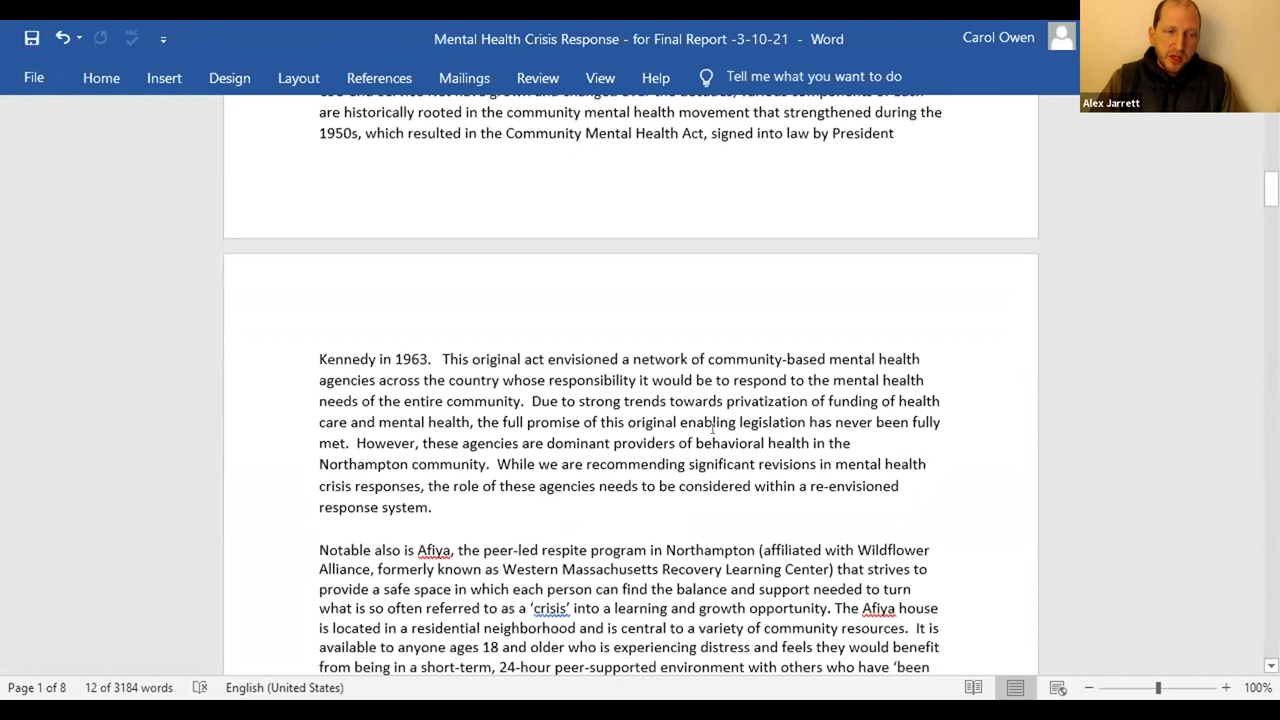 Mental Health Crisis Response - for Final Report -3-10-21 - Word
Carol Owen
File Home Insert Design Layout References Mailings Review View Help Tell me what you want to do
Alex Jarrett
are historically rooted in the community mental health movement that strengthened during the
1950s, which resulted in the Community Mental Health Act, signed into law by President
Kennedy in 1963. This original act envisioned a network of community-based mental health
agencies across the country whose responsibility it would be to respond to the mental health
needs of the entire community. Due to strong trends towards privatization of funding of health
care and mental health, the full promise of this original enabling legislation has never been fully
met. However, these agencies are dominant providers of behavioral health in the
Northampton community. While we are recommending significant revisions in mental health
crisis responses, the role of these agencies needs to be considered within a re-envisioned
response system.
Notable also is Afiya, the peer-led respite program in Northampton (affiliated with Wildflower
Alliance, formerly known as Western Massachusetts Recovery Learning Center) that strives to
provide a safe space in which each person can find the balance and support needed to turn
what is so often referred to as a ‘crisis’ into a learning and growth opportunity. The Afiya house
is located in a residential neighborhood and is central to a variety of community resources. It is
available to anyone ages 18 and older who is experiencing distress and feels they would benefit
from being in a short-term, 24-hour peer-supported environment with others who have ‘been
Page 1 of 8 12 of 3184 words English (United States) 100%